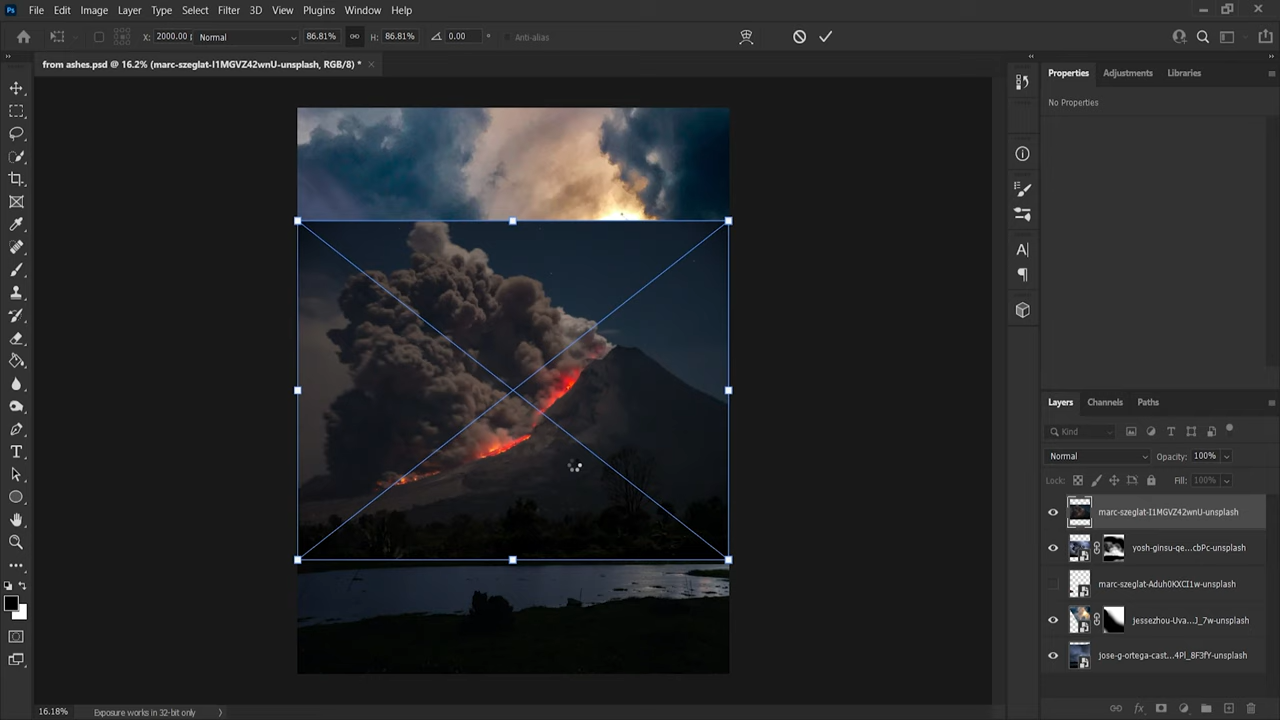 Ps File Edit Image Layer Type Select Filter 3D View Plugins Window Help
X: 2000.00 Normal 86.81% H: 86.81% 0.00 ° Anti-alias
from ashes.psd @ 16.2% (marc-szeglat-I1MGVZ42wnU-unsplash, RGB/8) * ×
Properties Adjustments Libraries
No Properties
Layers Channels Paths
Kind
Normal Opacity: 100%
Lock: Fill: 100%
marc-szeglat-I1MGVZ42wnU-unsplash
yosh-ginsu-qe...cbPc-unsplash
marc-szeglat-Aduh0KXCI1w-unsplash
jessezhou-Uva...J_7w-unsplash
jose-g-ortega-cast...4Pl_BF3fY-unsplash
16.18% Exposure works in 32-bit only